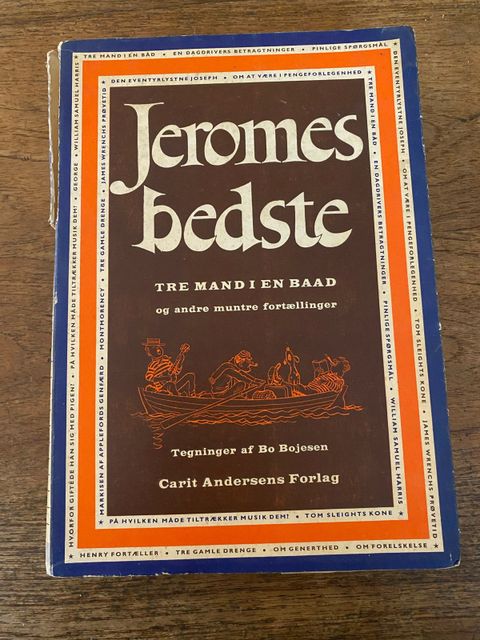 TRE MAND I EN BÅD ★ EN DAGDRIVERS BETRAGTNINGER ★ PINLIGE SPØRGSMÅL
DEN EVENTYRLYSTNE JOSEPH ★ OM AT VÆRE I PENGEFORLEGENHED ★ TOM SLEIGHTS KONE ★ JAMES WRENCHS PRØVETID
HENRY FORTÆLLER ★ TRE GAMLE DRENGE ★ OM GENERTHED ★ OM FORELSKELSE
HVORFOR GIFTEDE HAN SIG MED PIGEN? ★ PÅ HVILKEN MÅDE TILTRÆKKER MUSIK DEM? ★ GEORGE ★ WILLIAM SAMUEL HARRIS
DEN EVENTYRLYSTNE JOSEPH ★ OM AT VÆRE I PENGEFORLEGENHED
TRE MAND I EN BÅD ★ EN DAGDRIVERS BETRAGTNINGER ★ PINLIGE SPØRGSMÅL ★ WILLIAM SAMUEL HARRIS
PÅ HVILKEN MÅDE TILTRÆKKER MUSIK DEM? ★ TOM SLEIGHTS KONE
MARKISEN AF APPLEFORDS GENFÆRD ★ MONTMORENCY ★ TRE GAMLE DRENGE ★ JAMES WRENCHS PRØVETID
Jeromes
bedste
TRE MAND I EN BAAD
og andre muntre fortællinger
Tegninger af Bo Bojesen
Carit Andersens Forlag